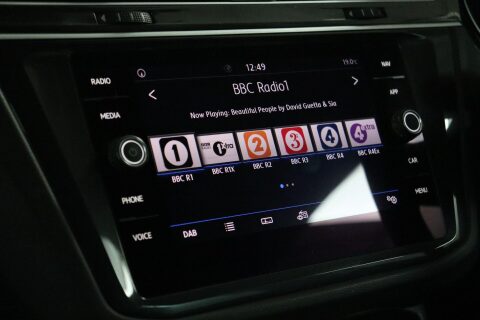 12:49
19.0°C
RADIO
MEDIA
PHONE
VOICE
NAV
APP
CAR
MENU
BBC Radio1
Now Playing: Beautiful People by David Guetta & Sia
1
1Xtra
2
3
4
4extra
BBC R1
BBC R1X
BBC R2
BBC R3
BBC R4
BBC R4Ex
DAB